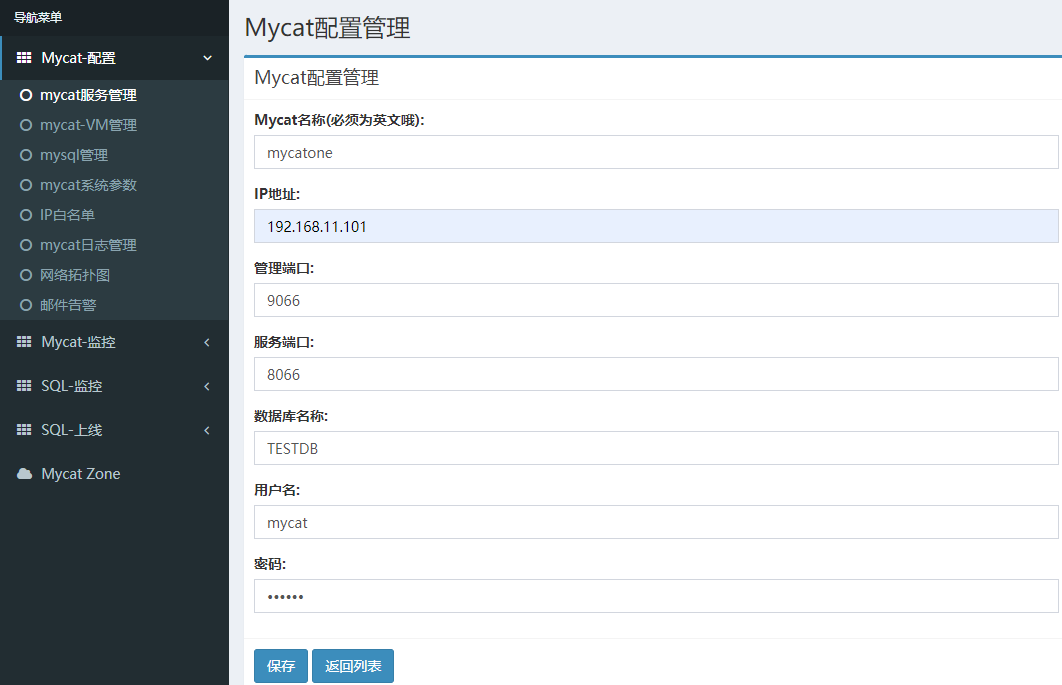 导航菜单
Mycat-配置
mycat服务管理
mycat-VM管理
mysql管理
mycat系统参数
IP白名单
mycat日志管理
网络拓扑图
邮件告警
Mycat-监控
SQL-监控
SQL-上线
Mycat Zone
Mycat配置管理
Mycat配置管理
Mycat名称(必须为英文哦):
mycatone
IP地址:
192.168.11.101
管理端口:
9066
服务端口:
8066
数据库名称:
TESTDB
用户名:
mycat
密码:
••••••
保存 返回列表